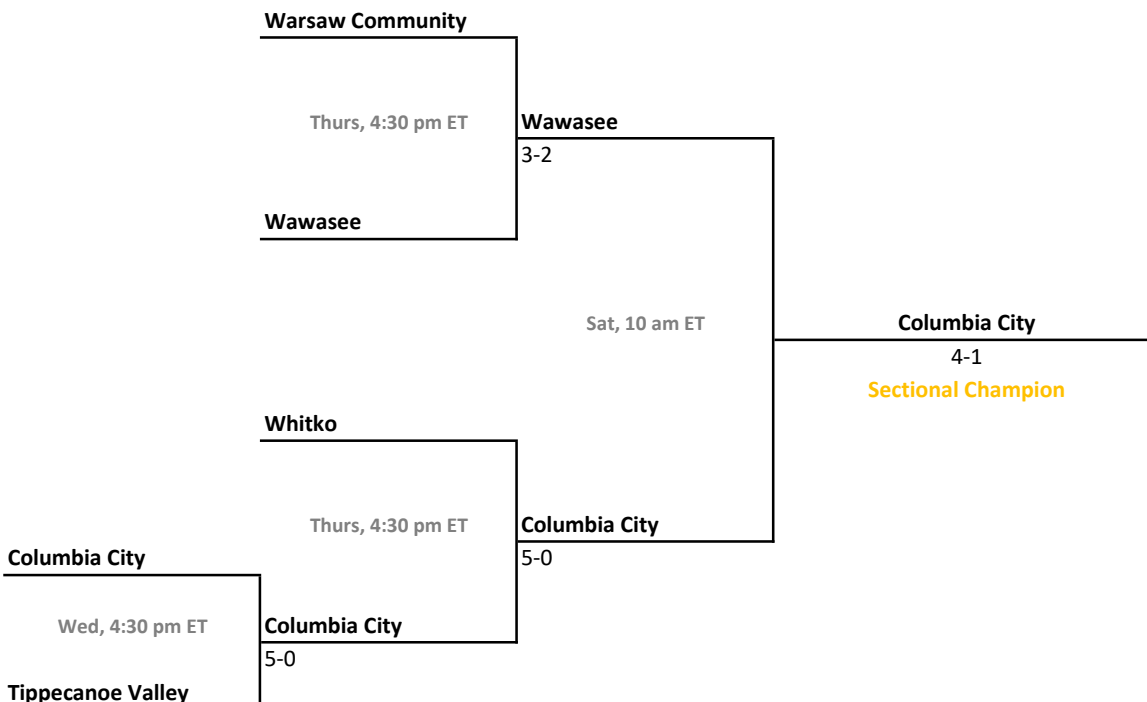 Warsaw Community
Thurs, 4:30 pm ET
Wawasee
3-2
Wawasee
Sat, 10 am ET
Columbia City
4-1
Sectional Champion
Whitko
Thurs, 4:30 pm ET
Columbia City
5-0
Columbia City
Wed, 4:30 pm ET
Columbia City
5-0
Tippecanoe Valley